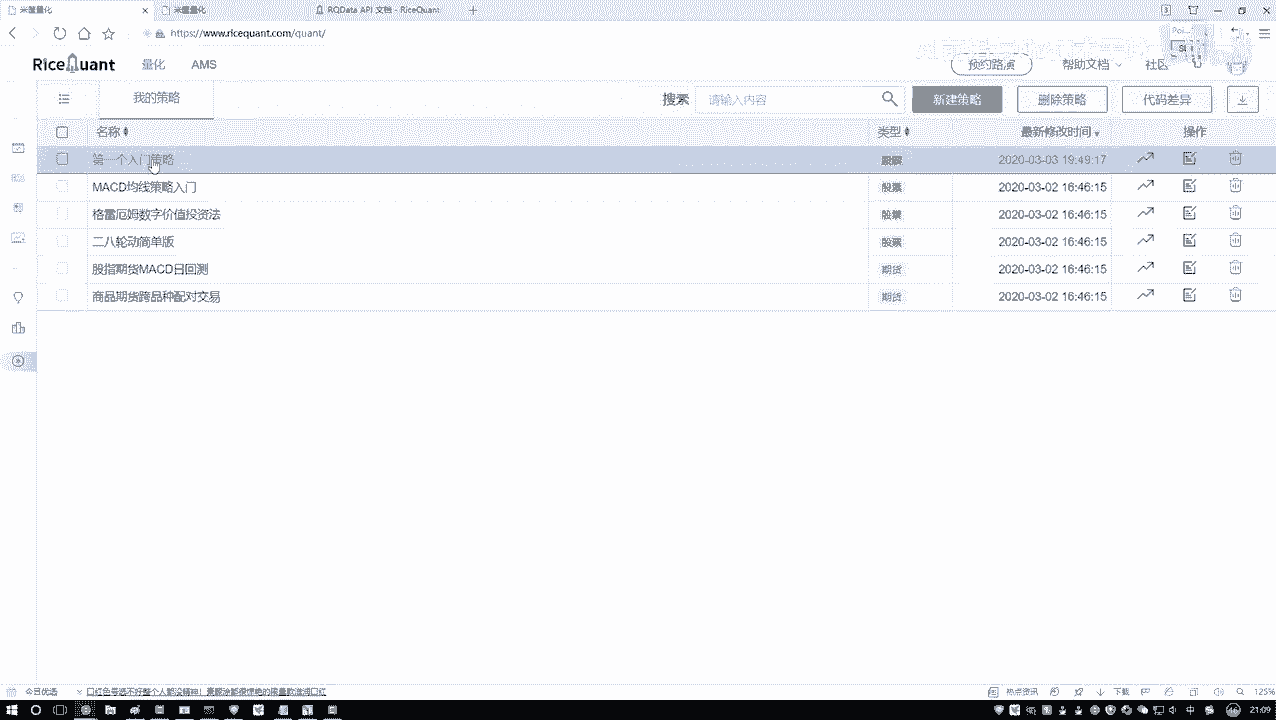 米筐量化
米筐量化
RQData API 文档 - RiceQuant
https://www.ricequant.com/quant/
RiceQuant
量化
AMS
预约路演
帮助文档
社区
我的策略
搜索
请输入内容
新建策略
删除策略
代码差异
名称
类型
最新修改时间
操作
第一个入门策略
股票
2020-03-03 19:49:17
MACD均线策略入门
股票
2020-03-02 16:46:15
格雷厄姆数字价值投资法
股票
2020-03-02 16:46:15
二八轮动简单版
股票
2020-03-02 16:46:15
股指期货MACD日回测
期货
2020-03-02 16:46:15
商品期货跨品种配对交易
期货
2020-03-02 16:46:15
今日优选
热点资讯
下载
125%
中
21:09